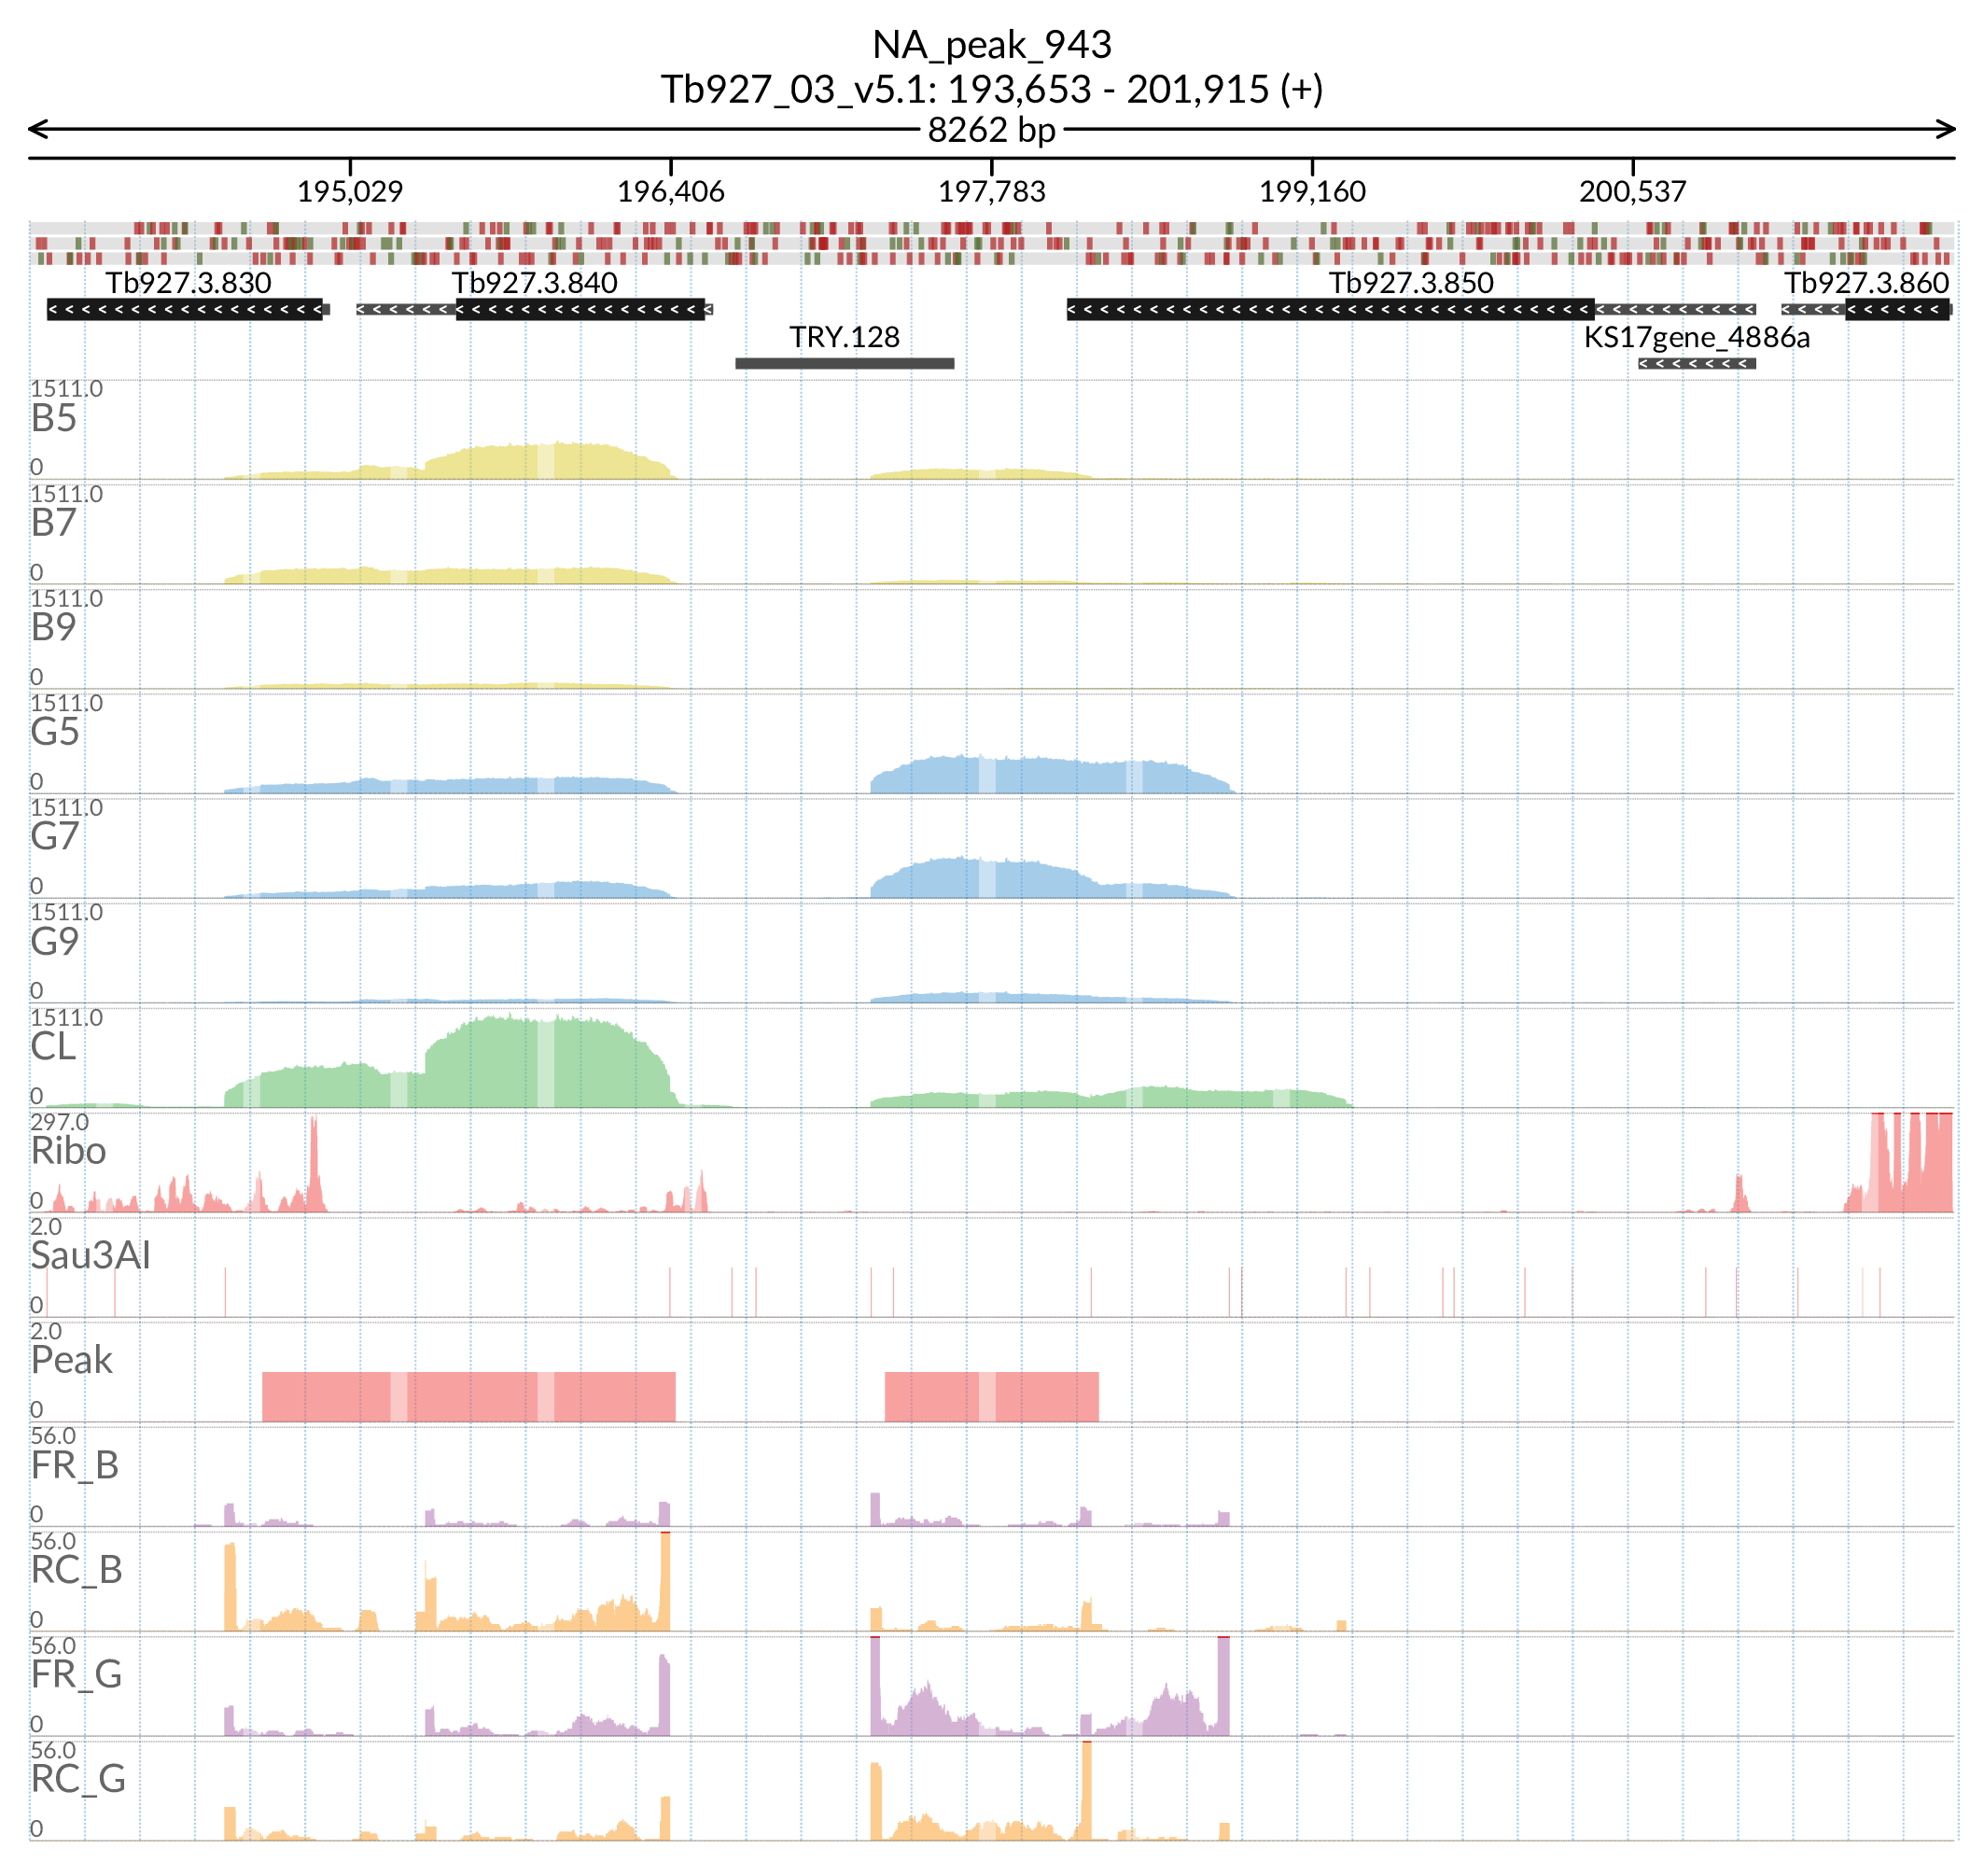 NA_peak_943
Tb927_03_v5.1: 193,653 - 201,915 (+)
8262 bp
195,029 196,406 197,783 199,160 200,537
Tb927.3.830 Tb927.3.840 Tb927.3.850 Tb927.3.860
TRY.128 KS17gene_4886a
1511.0
B5
0
1511.0
B7
0
1511.0
B9
0
1511.0
G5
0
1511.0
G7
0
1511.0
G9
0
1511.0
CL
0
297.0
Ribo
0
2.0
Sau3AI
0
2.0
Peak
0
56.0
FR_B
0
56.0
RC_B
0
56.0
FR_G
0
56.0
RC_G
0